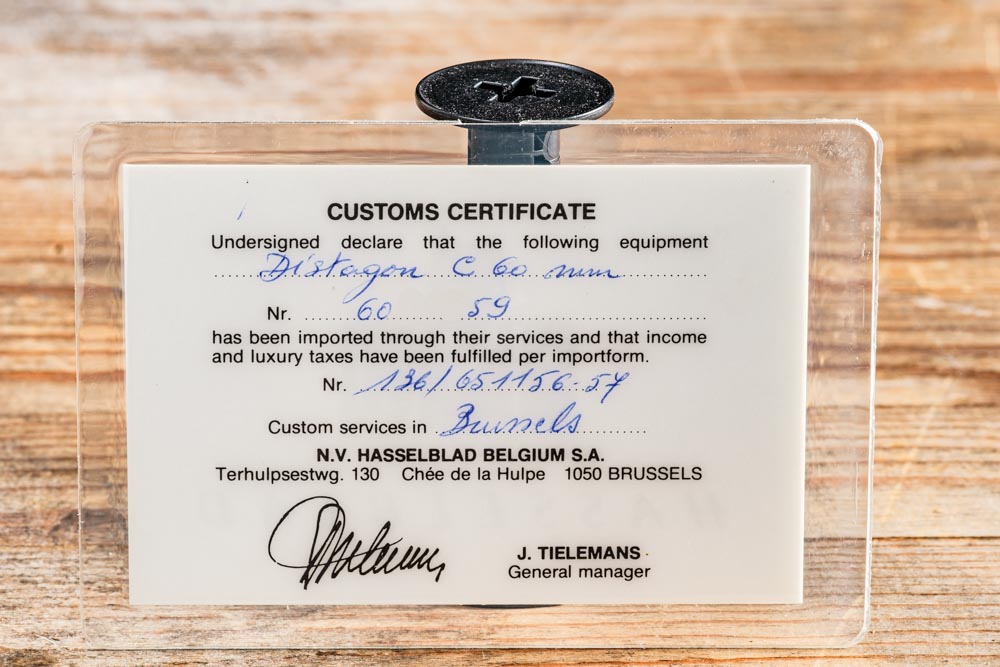 CUSTOMS CERTIFICATE
Undersigned declare that the following equipment
Distagon C 60 mm
Nr. 60 59
has been imported through their services and that income
and luxury taxes have been fulfilled per importform.
Nr. 136/651156-57
Custom services in Brussels
N.V. HASSELBLAD BELGIUM S.A.
Terhulpsestwg. 130 Chée de la Hulpe 1050 BRUSSELS
J. TIELEMANS
General manager